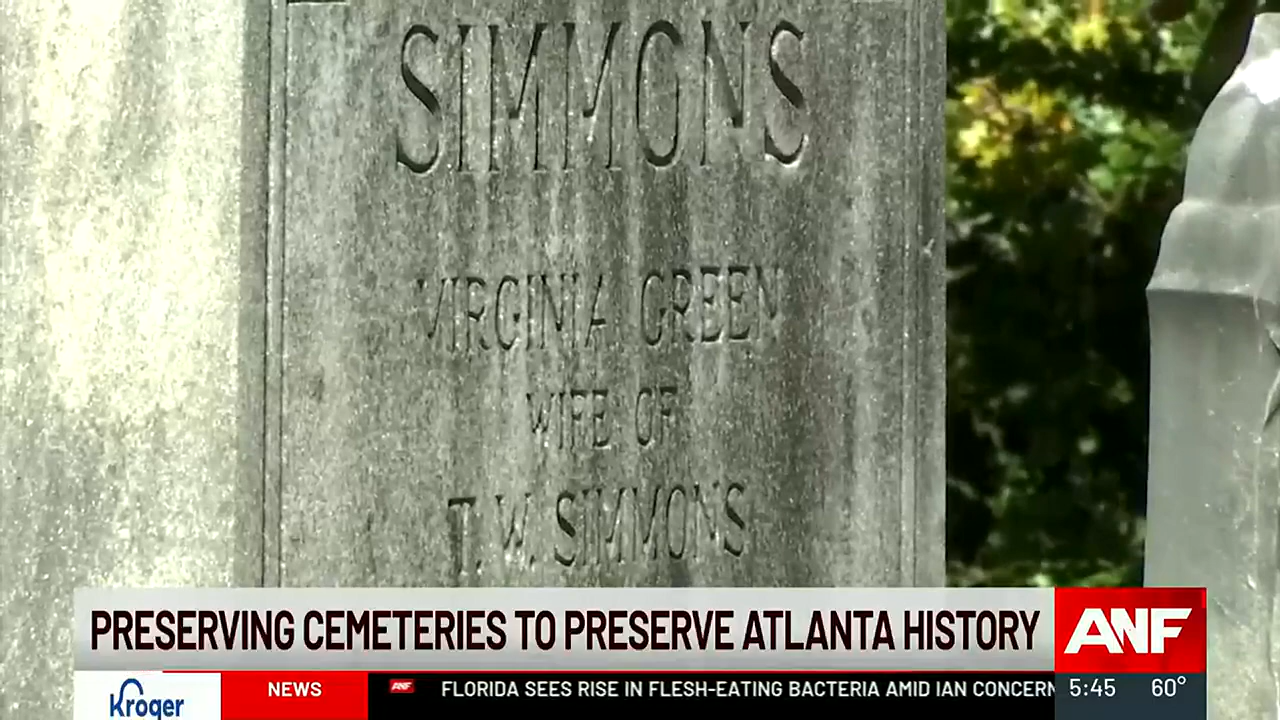 SIMMONS
VIRGINIA GREEN
WIFE OF
T. W. SIMMONS
PRESERVING CEMETERIES TO PRESERVE ATLANTA HISTORY
ANF
Kroger
NEWS
ANF
FLORIDA SEES RISE IN FLESH-EATING BACTERIA AMID IAN CONCERN
5:45
60°